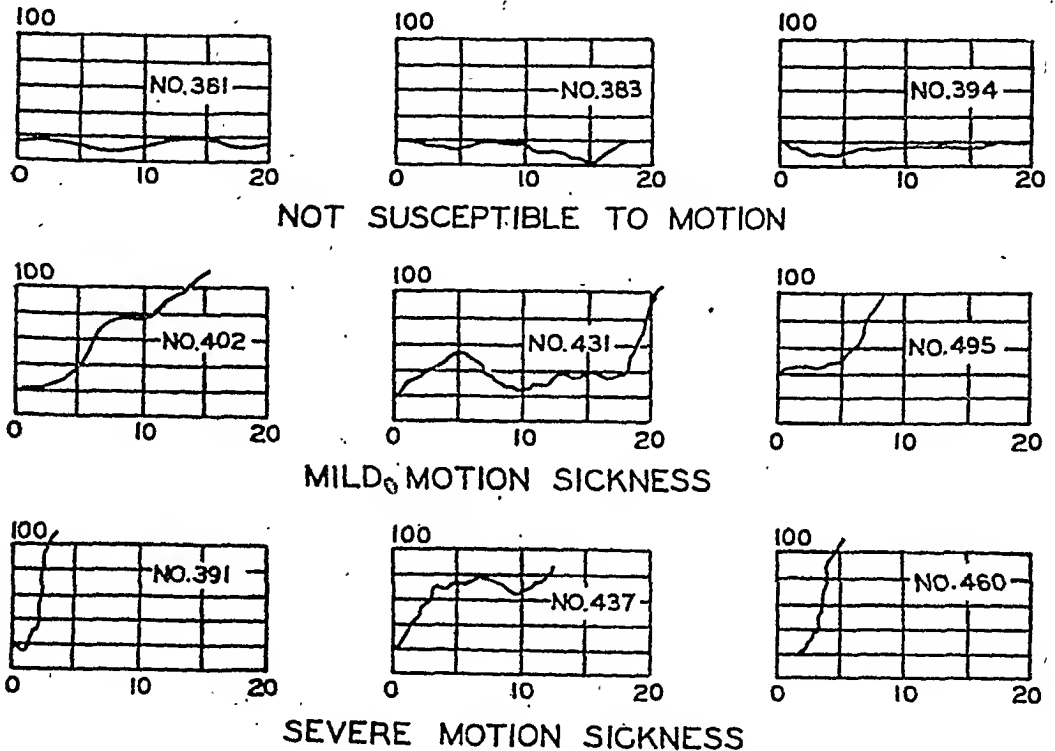 100 100 100
NO.381 NO.383 NO.394
0 10 20 0 10 20 0 10 20
NOT SUSCEPTIBLE TO MOTION
100 100 100
NO.402 NO.431 NO.495
0 10 20 0 10 20 0 10 20
MILD MOTION SICKNESS
100 100 100
NO.391 NO.437 NO.460
0 10 20 0 10 20 0 10 20
SEVERE MOTION SICKNESS